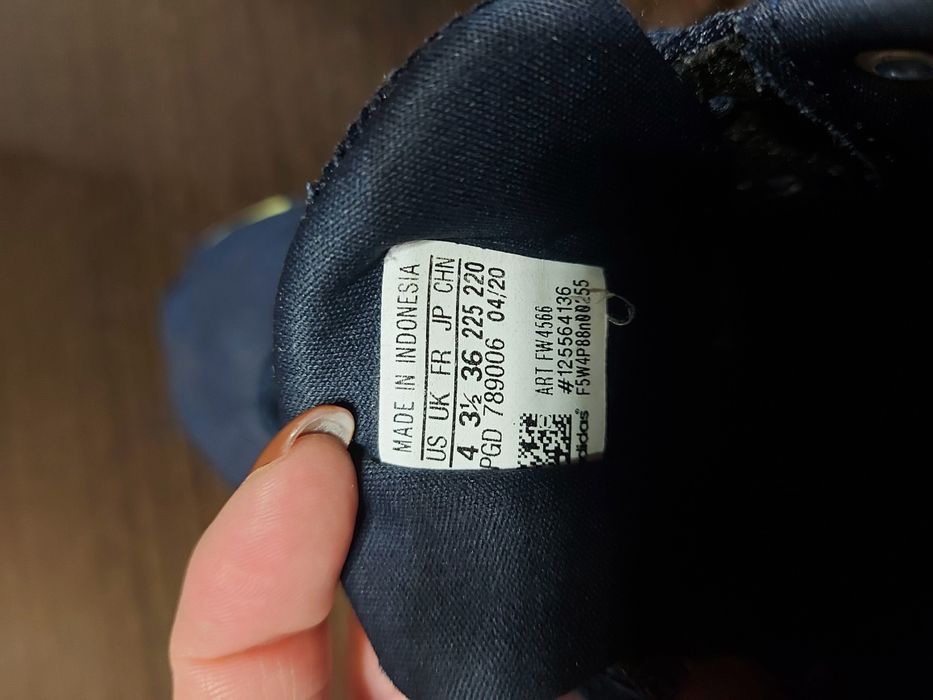 MADE IN INDONESIA
US UK FR JP CHN
4 3½ 36 225 220
PGD 789006 04/20
ART FW4566
#125564136
F5W4P88n00255
adidas®